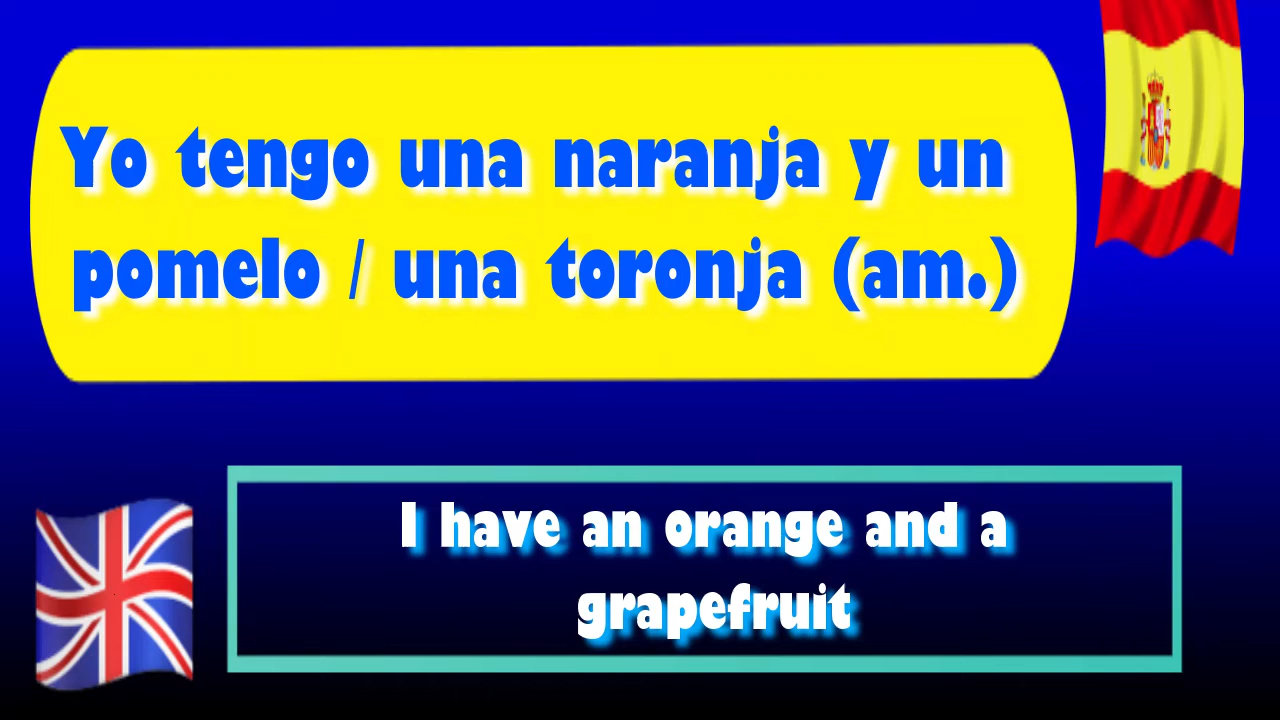 Yo tengo una naranja y un
pomelo / una toronja (am.)
I have an orange and a
grapefruit